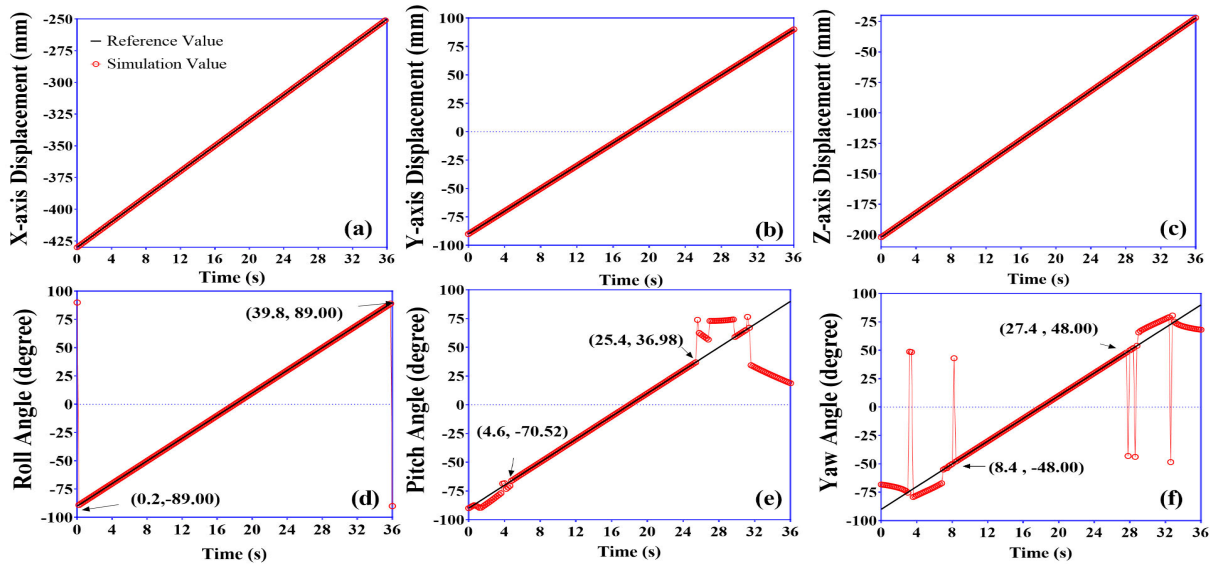 X-axis Displacement (mm)
-250
-275
-300
-325
-350
-375
-400
-425
Reference Value
Simulation Value
(a)
0 4 8 12 16 20 24 28 32 36
Time (s)
Y-axis Displacement (mm)
100
75
50
25
0
-25
-50
-75
-100
(b)
0 4 8 12 16 20 24 28 32 36
Time (s)
Z-axis Displacement (mm)
-25
-50
-75
-100
-125
-150
-175
-200
(c)
0 4 8 12 16 20 24 28 32 36
Time (s)
Roll Angle (degree)
100
75
50
25
0
-25
-50
-75
-100
(39.8, 89.00)
(0.2,-89.00)
(d)
0 4 8 12 16 20 24 28 32 36
Time (s)
Pitch Angle (degree)
100
75
50
25
0
-25
-50
-75
-100
(25.4, 36.98)
(4.6, -70.52)
(e)
0 4 8 12 16 20 24 28 32 36
Time (s)
Yaw Angle (degree)
100
75
50
25
0
-25
-50
-75
-100
(27.4 , 48.00)
(8.4 , -48.00)
(f)
0 4 8 12 16 20 24 28 32 36
Time (s)